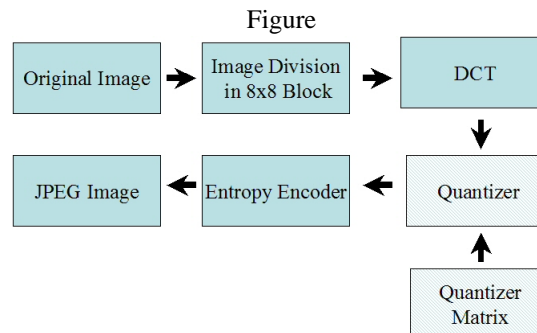 Figure
Original Image
Image Division
in 8x8 Block
DCT
JPEG Image
Entropy Encoder
Quantizer
Quantizer
Matrix